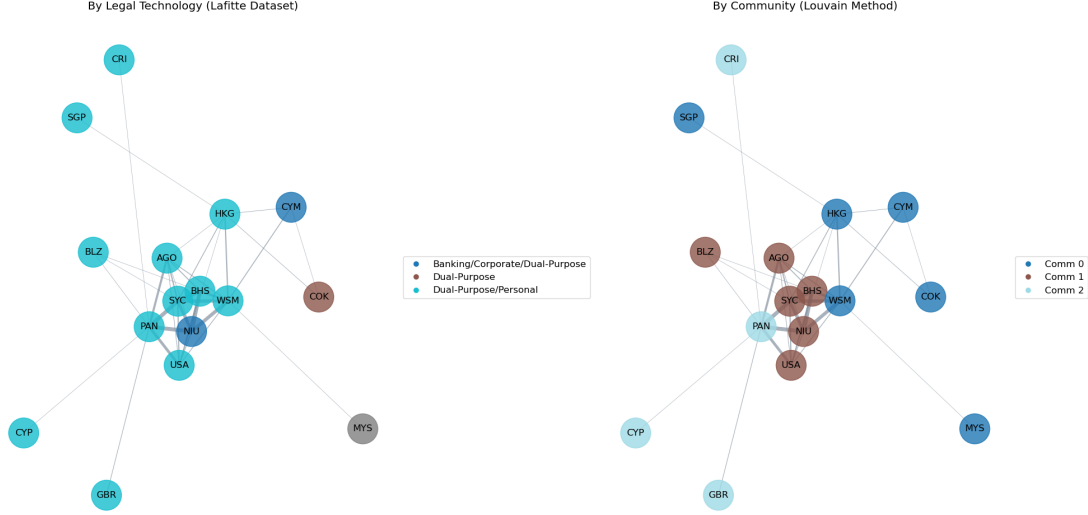 By Legal Technology (Lafitte Dataset)
CRI
SGP
HKG
CYM
BLZ
AGO
BHS
SYC
WSM
COK
PAN
NIU
USA
CYP
MYS
GBR
Banking/Corporate/Dual-Purpose
Dual-Purpose
Dual-Purpose/Personal
By Community (Louvain Method)
CRI
SGP
HKG
CYM
BLZ
AGO
BHS
SYC
WSM
COK
PAN
NIU
USA
CYP
MYS
GBR
Comm 0
Comm 1
Comm 2